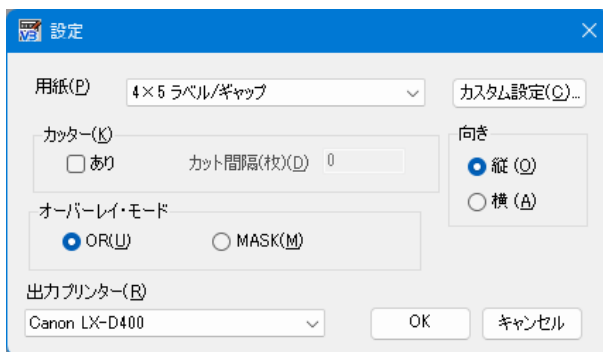 設定
用紙(P) 4×5 ラベル/ギャップ カスタム設定(C)...
カッター(K) 向き
あり カット間隔(枚)(D) 0 縦(O)
横(A)
オーバーレイ・モード
OR(U) MASK(M)
出力プリンター(R)
Canon LX-D400 OK キャンセル